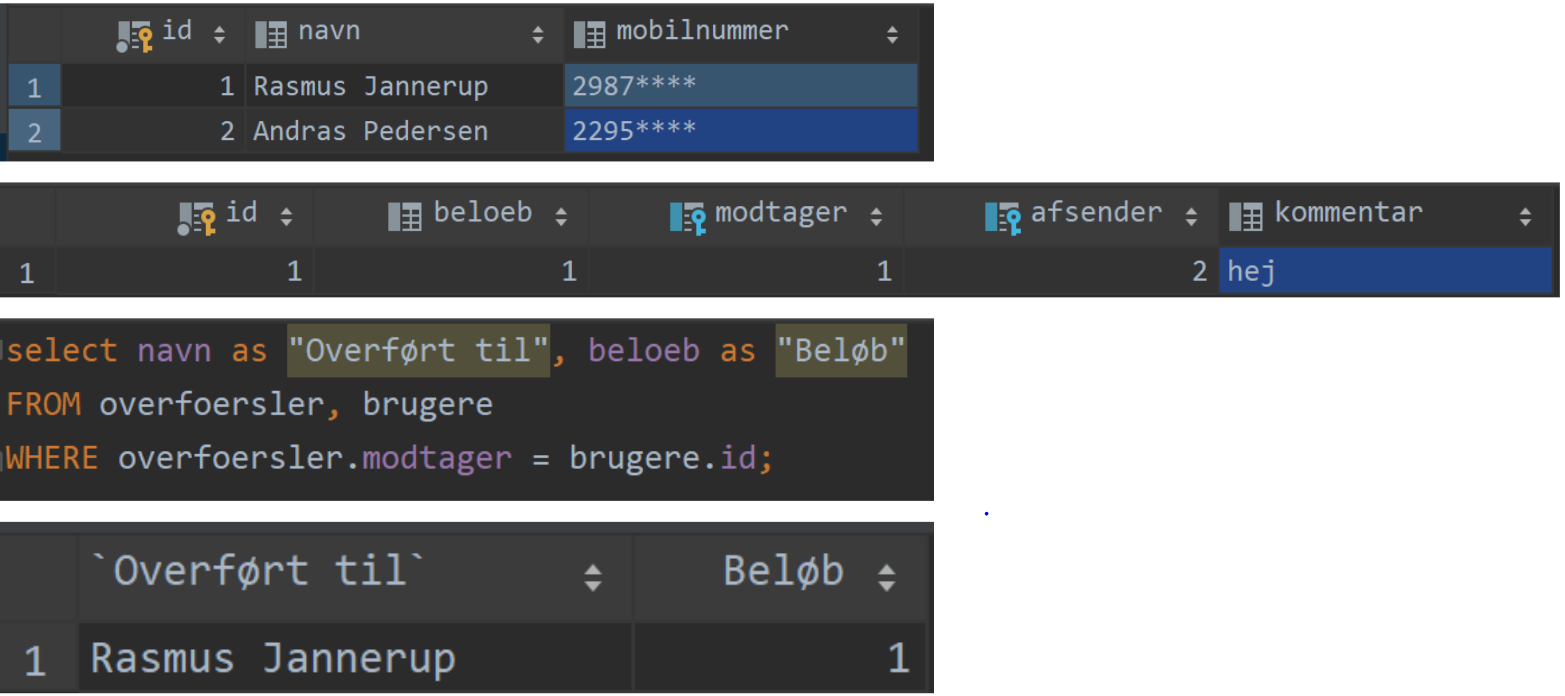 id navn mobilnummer
1 1 Rasmus Jannerup 2987****
2 2 Andras Pedersen 2295****
id beloeb modtager afsender kommentar
1 1 1 1 2 hej
select navn as "Overført til", beloeb as "Beløb"
FROM overfoersler, brugere
WHERE overfoersler.modtager = brugere.id;
`Overført til` Beløb
1 Rasmus Jannerup 1